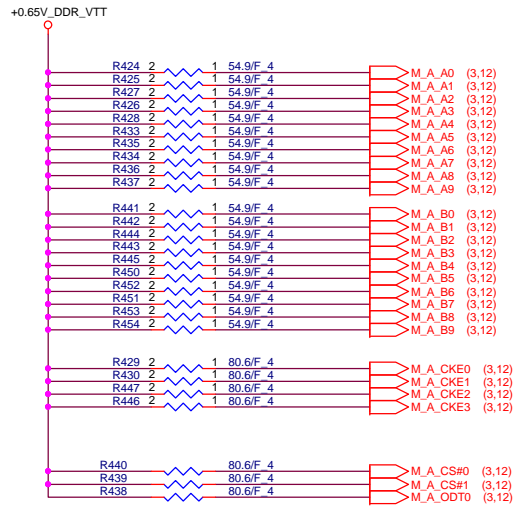 +0.65V_DDR_VTT
R424 2 1 54.9/F_4 M_A_A0 (3,12)
R425 2 1 54.9/F_4 M_A_A1 (3,12)
R427 2 1 54.9/F_4 M_A_A2 (3,12)
R426 2 1 54.9/F_4 M_A_A3 (3,12)
R428 2 1 54.9/F_4 M_A_A4 (3,12)
R433 2 1 54.9/F_4 M_A_A5 (3,12)
R435 2 1 54.9/F_4 M_A_A6 (3,12)
R434 2 1 54.9/F_4 M_A_A7 (3,12)
R436 2 1 54.9/F_4 M_A_A8 (3,12)
R437 2 1 54.9/F_4 M_A_A9 (3,12)
R441 2 1 54.9/F_4 M_A_B0 (3,12)
R442 2 1 54.9/F_4 M_A_B1 (3,12)
R444 2 1 54.9/F_4 M_A_B2 (3,12)
R443 2 1 54.9/F_4 M_A_B3 (3,12)
R445 2 1 54.9/F_4 M_A_B4 (3,12)
R450 2 1 54.9/F_4 M_A_B5 (3,12)
R452 2 1 54.9/F_4 M_A_B6 (3,12)
R451 2 1 54.9/F_4 M_A_B7 (3,12)
R453 2 1 54.9/F_4 M_A_B8 (3,12)
R454 2 1 54.9/F_4 M_A_B9 (3,12)
R429 2 1 80.6/F_4 M_A_CKE0 (3,12)
R430 2 1 80.6/F_4 M_A_CKE1 (3,12)
R447 2 1 80.6/F_4 M_A_CKE2 (3,12)
R446 2 1 80.6/F_4 M_A_CKE3 (3,12)
R440 80.6/F_4 M_A_CS#0 (3,12)
R439 80.6/F_4 M_A_CS#1 (3,12)
R438 80.6/F_4 M_A_ODT0 (3,12)